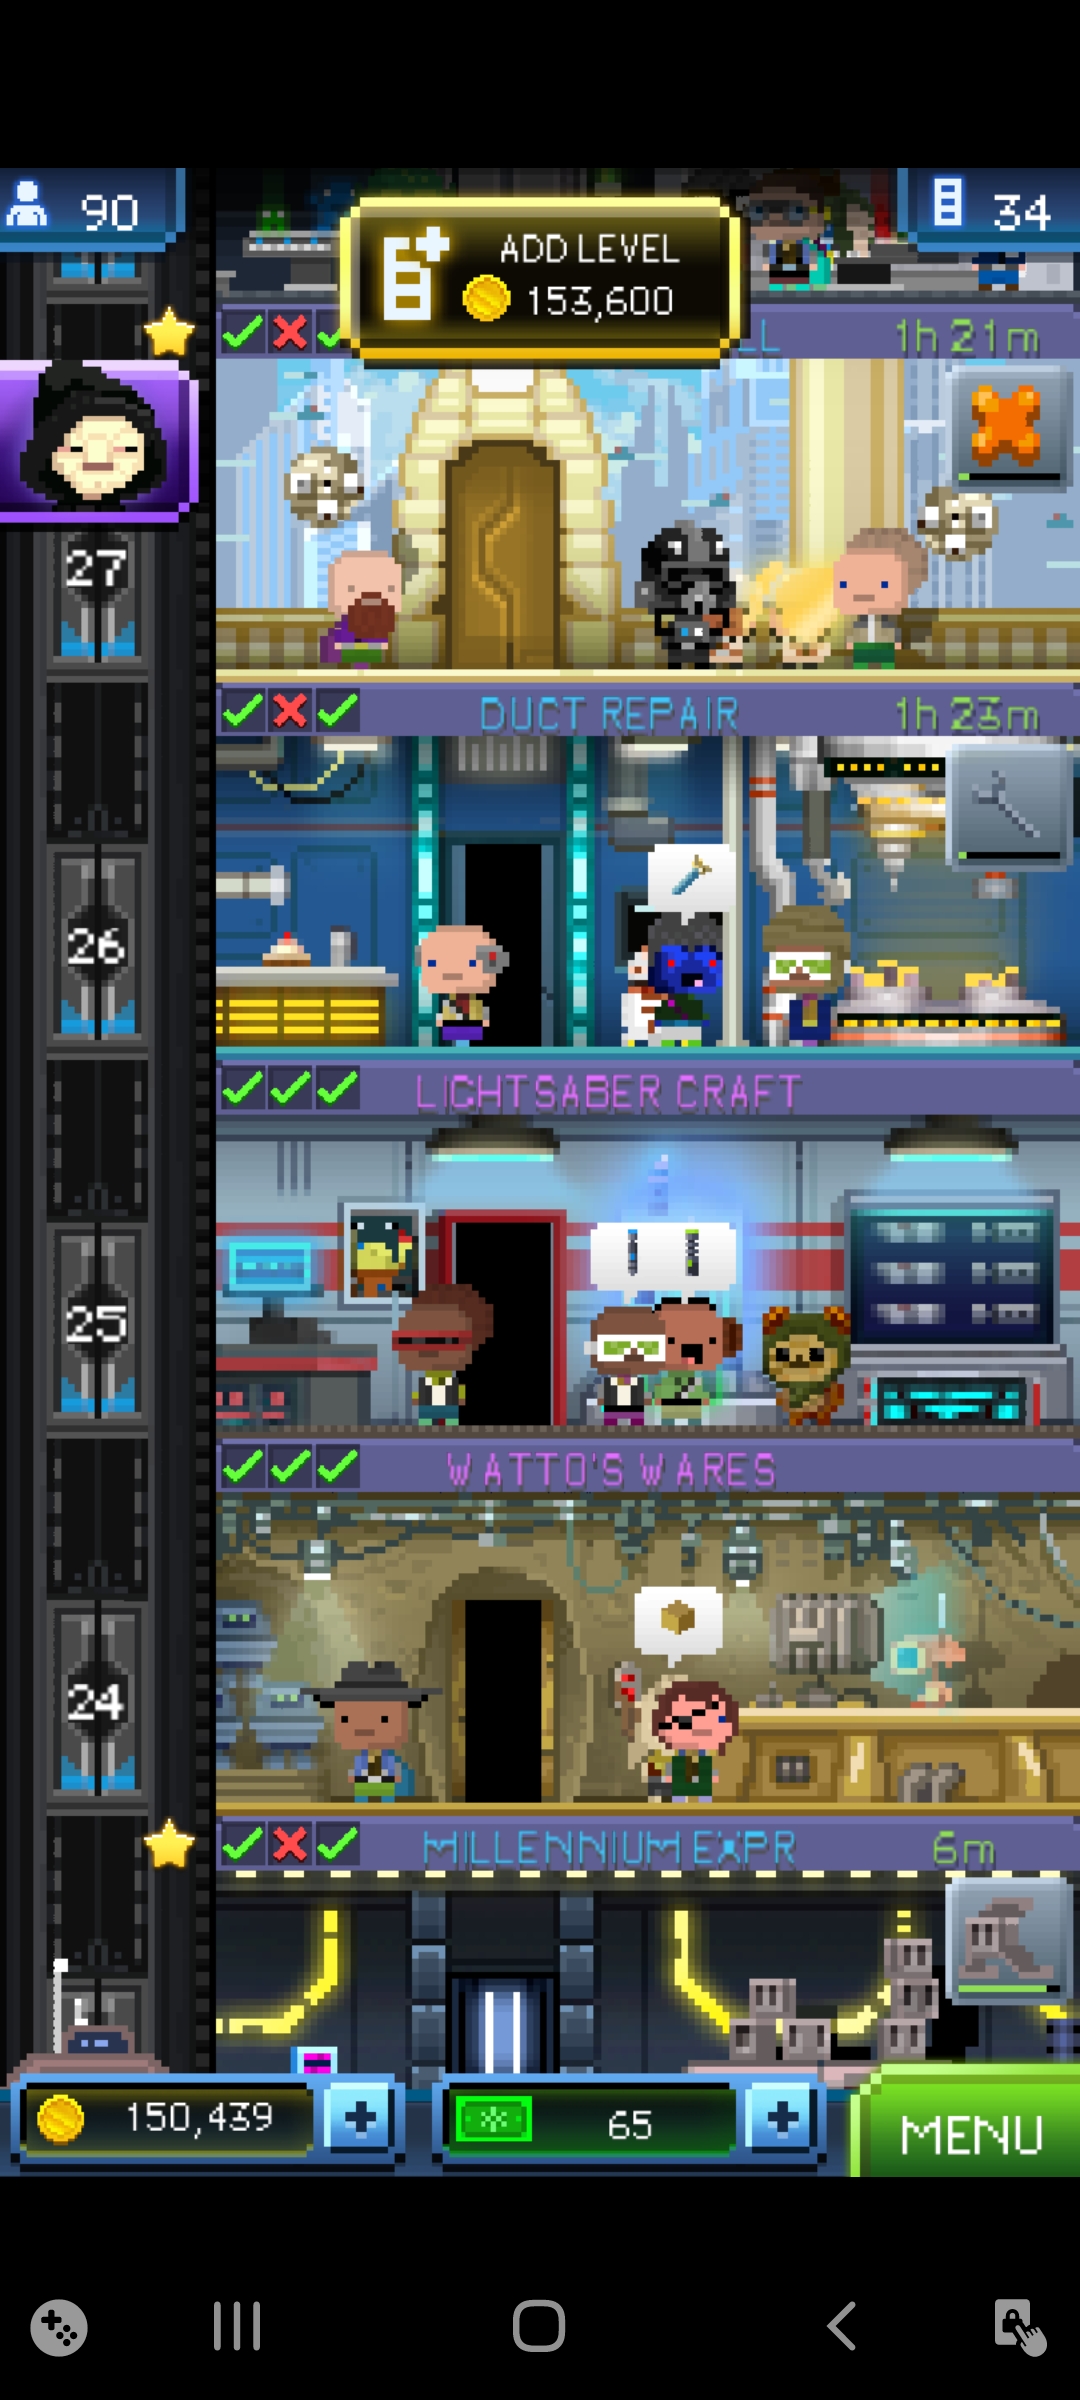 90
34
ADD LEVEL
153,600
LL
1h 21m
27
DUCT REPAIR
1h 23m
26
LIGHTSABER CRAFT
25
WATTO'S WARES
24
MILLENNIUM EXPR
6m
150,439
+
65
+
MENU